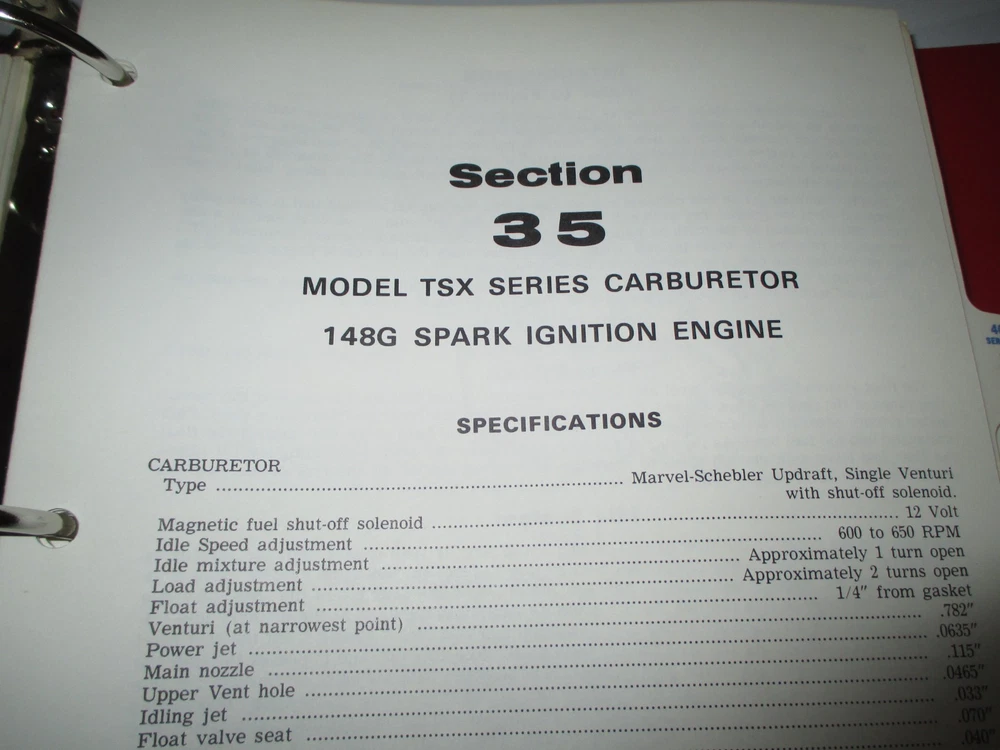 Section
35
MODEL TSX SERIES CARBURETOR
148G SPARK IGNITION ENGINE
SPECIFICATIONS
CARBURETOR
Type ........ Marvel-Schebler Updraft, Single Venturi
with shut-off solenoid.
Magnetic fuel shut-off solenoid ........ 12 Volt
Idle Speed adjustment ........ 600 to 650 RPM
Idle mixture adjustment ........ Approximately 1 turn open
Load adjustment ........ Approximately 2 turns open
Float adjustment ........ 1/4" from gasket
Venturi (at narrowest point) ........ .782"
Power jet ........ .0635"
Main nozzle ........ .115"
Upper Vent hole ........ .0465"
Idling jet ........ .033"
Float valve seat ........ .070"
.040"